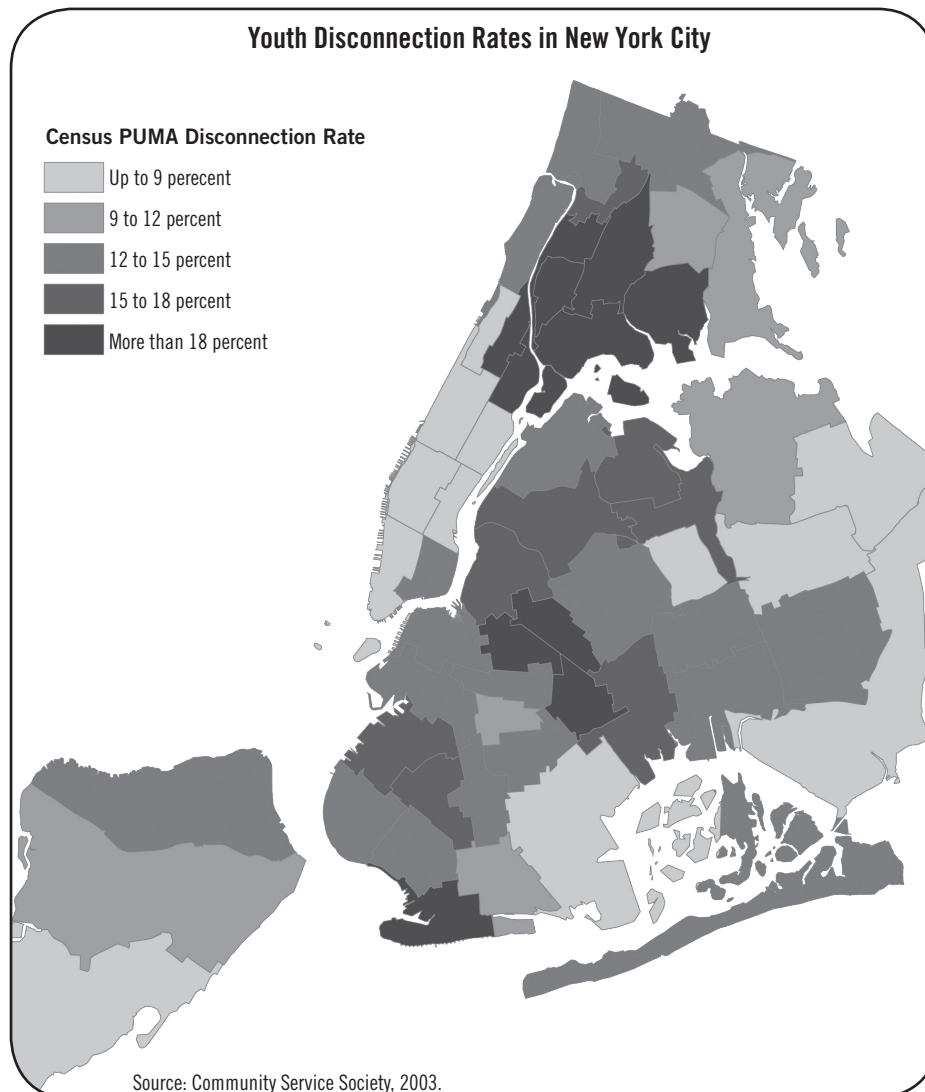 Youth Disconnection Rates in New York City
Census PUMA Disconnection Rate
Up to 9 perecent
9 to 12 percent
12 to 15 percent
15 to 18 percent
More than 18 percent
Source: Community Service Society, 2003.